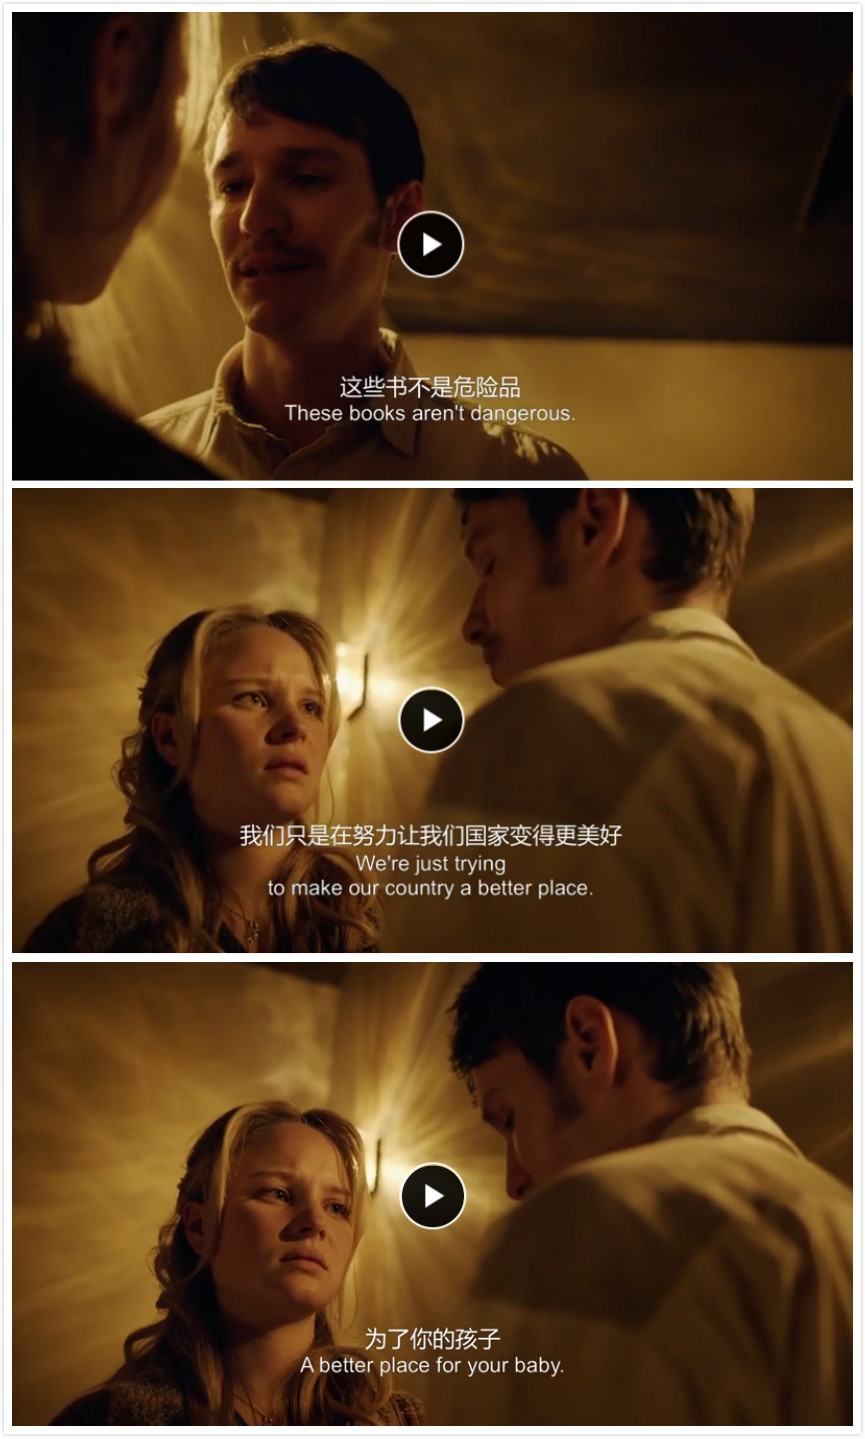 这些书不是危险品
These books aren't dangerous.
我们只是在努力让我们国家变得更美好
We're just trying
to make our country a better place.
为了你的孩子
A better place for your baby.